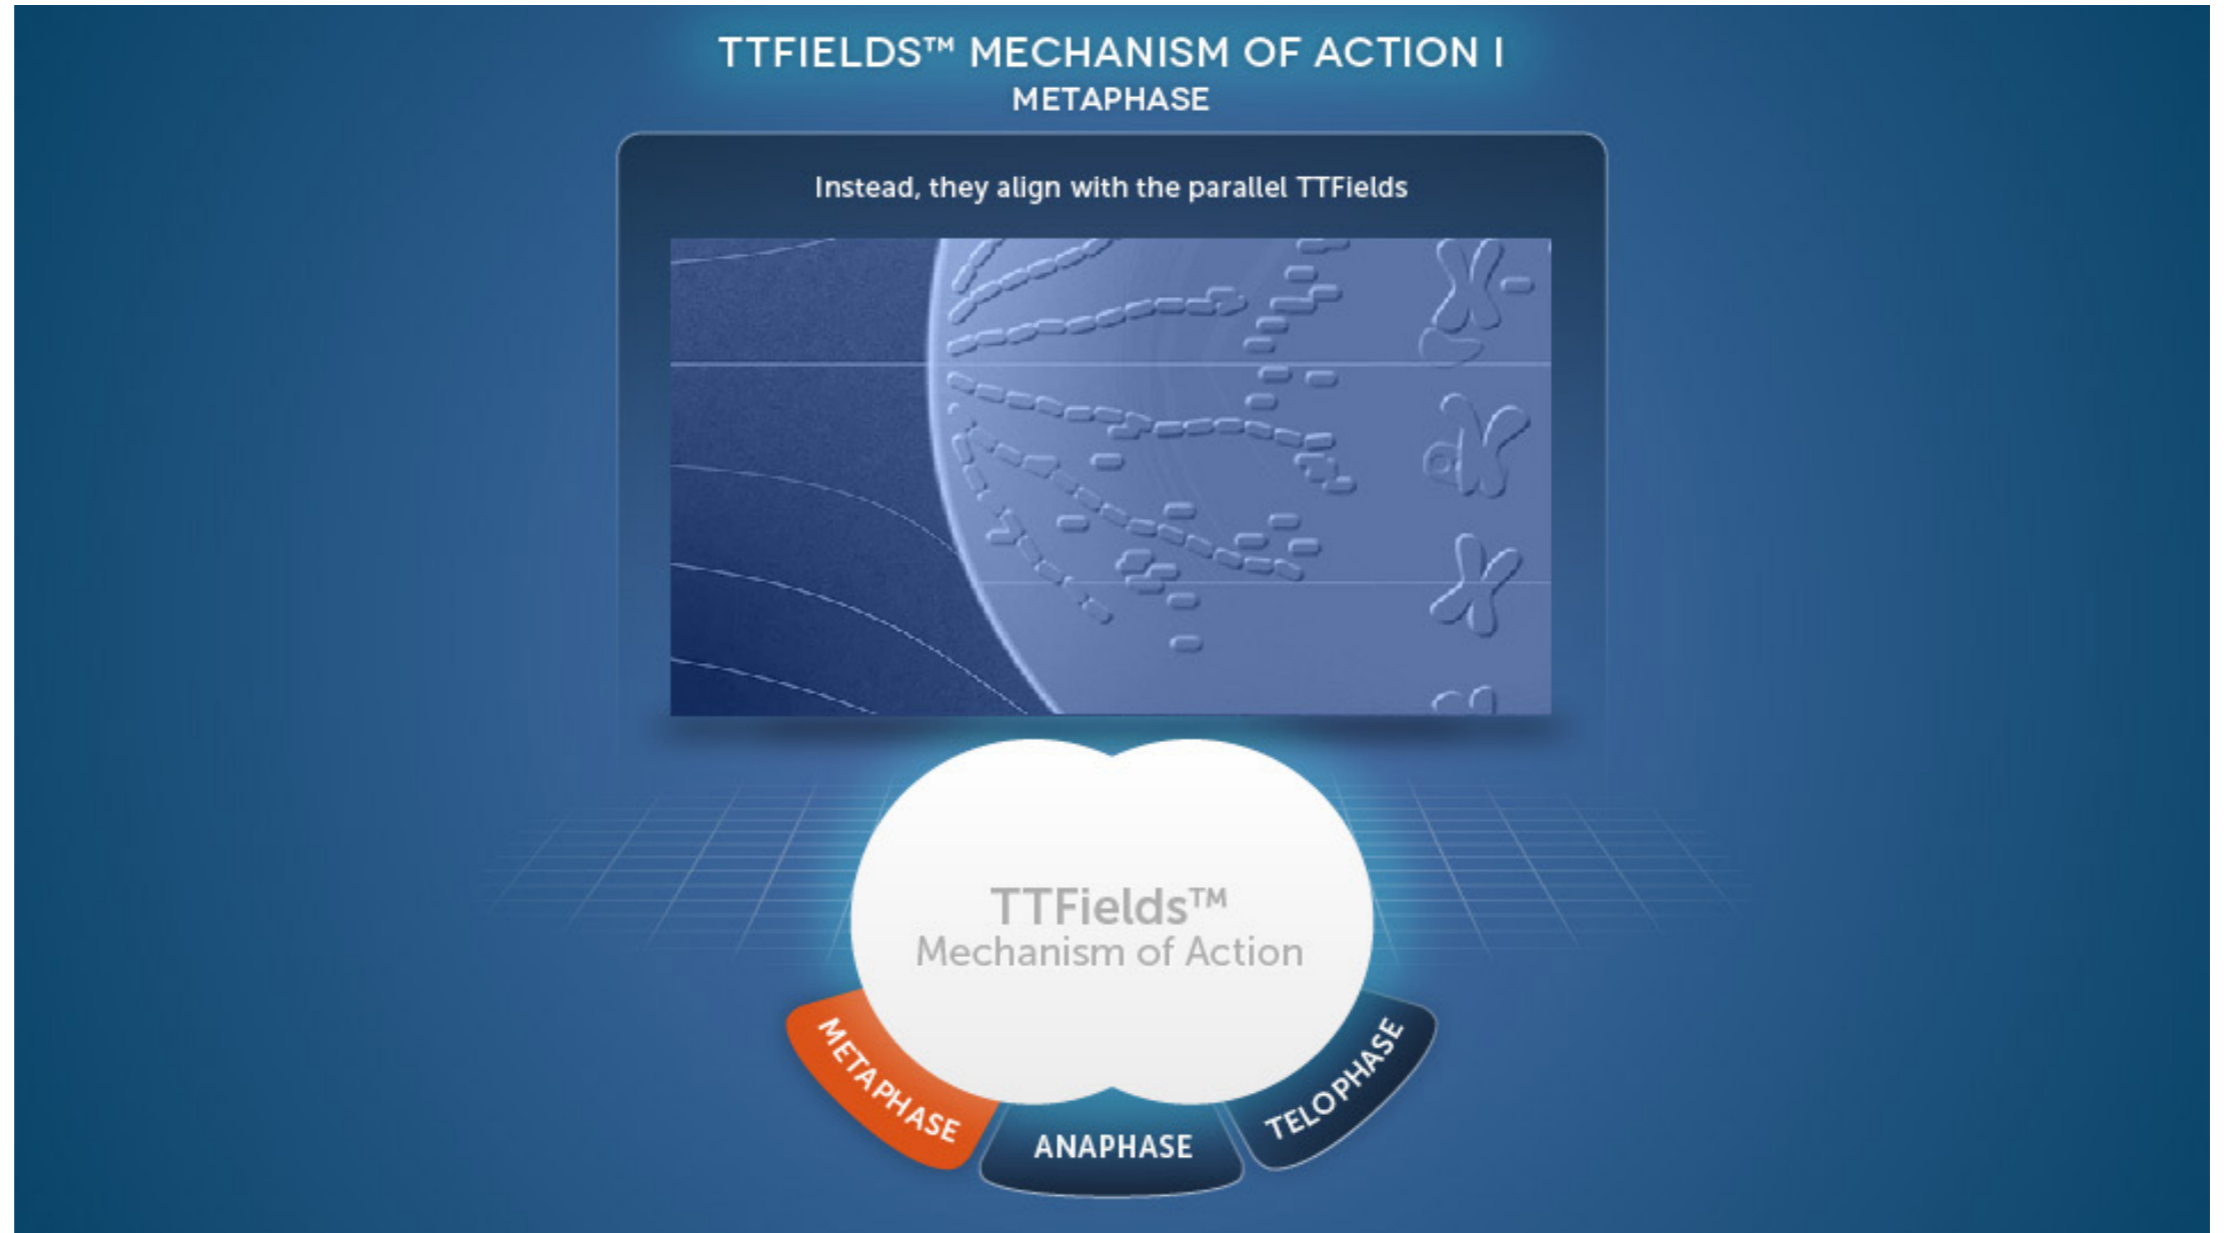 TTFIELDS™ MECHANISM OF ACTION I
METAPHASE
Instead, they align with the parallel TTFields
TTFields™
Mechanism of Action
METAPHASE
ANAPHASE
TELOPHASE